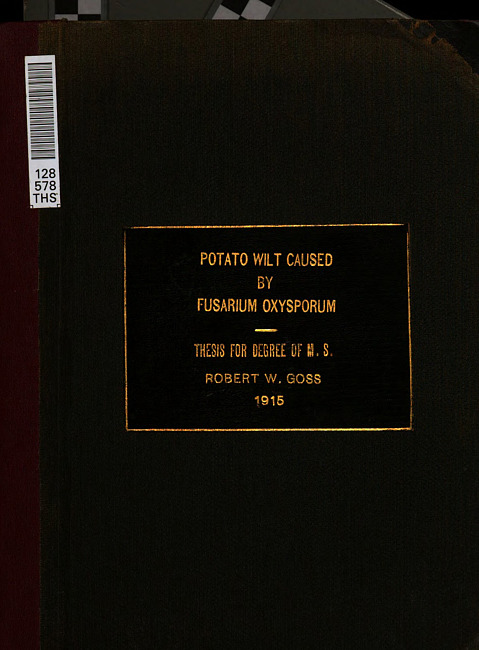 128
578
THS
POTATO WILT CAUSED
BY
FUSARIUM OXYSPORUM
THESIS FOR DEGREE OF M. S.
ROBERT W. GOSS
1915